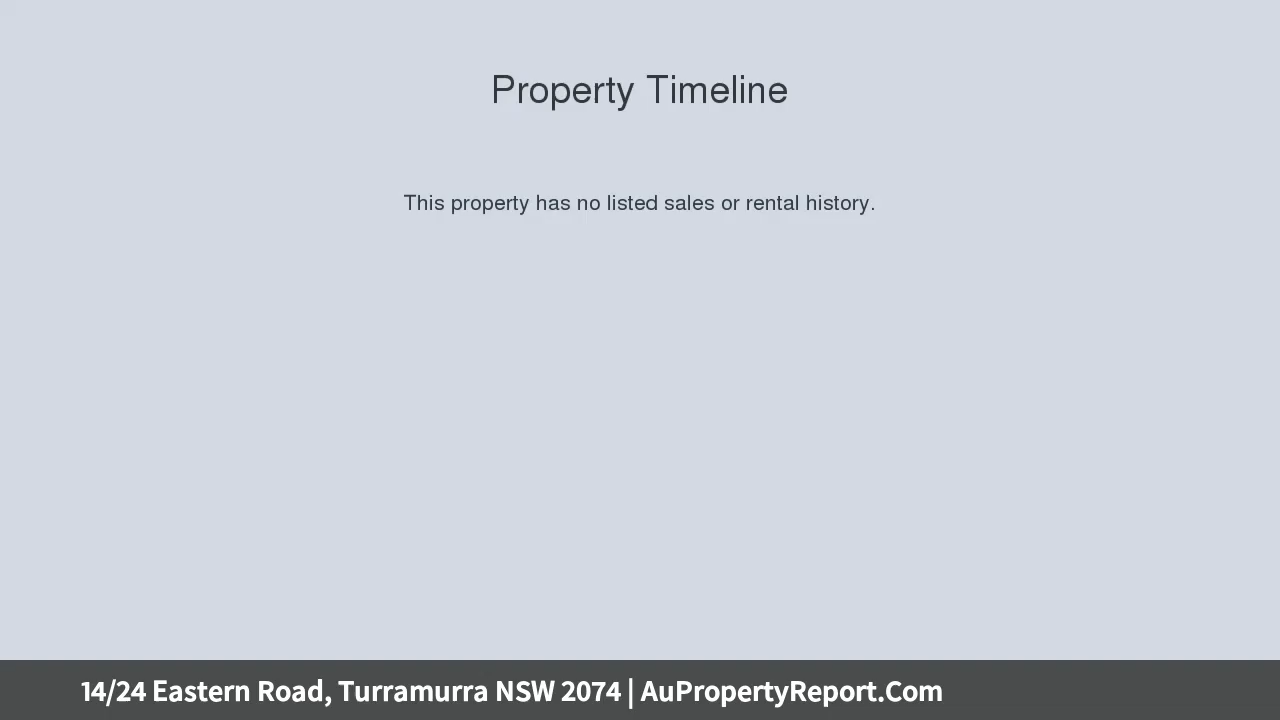 Property Timeline
This property has no listed sales or rental history.
14/24 Eastern Road, Turramurra NSW 2074 | AuPropertyReport.Com